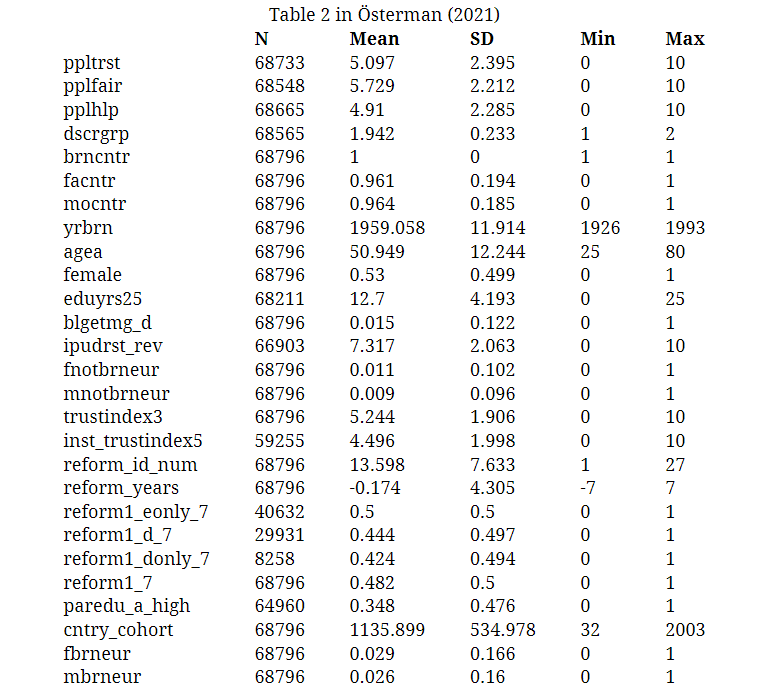 Table 2 in Österman (2021)
N Mean SD Min Max
ppltrst 68733 5.097 2.395 0 10
pplfair 68548 5.729 2.212 0 10
pplhlp 68665 4.91 2.285 0 10
dscrgrp 68565 1.942 0.233 1 2
brncntr 68796 1 0 1 1
facntr 68796 0.961 0.194 0 1
mocntr 68796 0.964 0.185 0 1
yrbrn 68796 1959.058 11.914 1926 1993
agea 68796 50.949 12.244 25 80
female 68796 0.53 0.499 0 1
eduyrs25 68211 12.7 4.193 0 25
blgetmg_d 68796 0.015 0.122 0 1
ipudrst_rev 66903 7.317 2.063 0 10
fnotbrneur 68796 0.011 0.102 0 1
mnotbrneur 68796 0.009 0.096 0 1
trustindex3 68796 5.244 1.906 0 10
inst_trustindex5 59255 4.496 1.998 0 10
reform_id_num 68796 13.598 7.633 1 27
reform_years 68796 -0.174 4.305 -7 7
reform1_eonly_7 40632 0.5 0.5 0 1
reform1_d_7 29931 0.444 0.497 0 1
reform1_donly_7 8258 0.424 0.494 0 1
reform1_7 68796 0.482 0.5 0 1
paredu_a_high 64960 0.348 0.476 0 1
cntry_cohort 68796 1135.899 534.978 32 2003
fbrneur 68796 0.029 0.166 0 1
mbrneur 68796 0.026 0.16 0 1